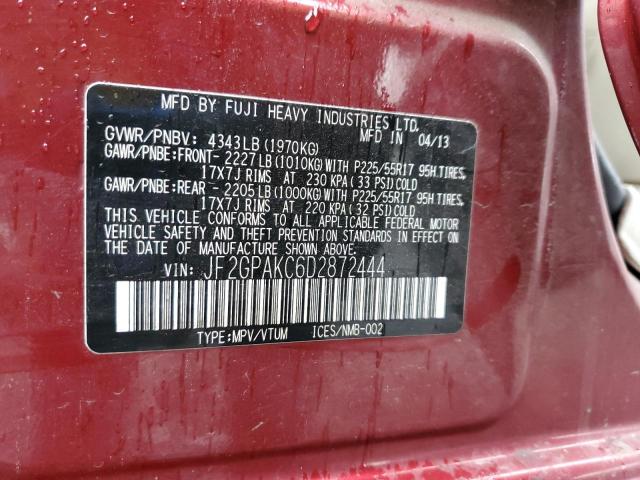 MFD BY FUJI HEAVY INDUSTRIES LTD.
GVWR/PNBV: 4343LB (1970KG) MFD IN 04/13
GAWR/PNBE:FRONT- 2227LB (1010KG) WITH P225/55R17 95H TIRES,
17X7J RIMS AT 230 KPA (33 PSI) COLD
GAWR/PNBE:REAR - 2205LB (1000KG) WITH P225/55R17 95H TIRES,
17X7J RIMS AT 220 KPA (32 PSI) COLD
THIS VEHICLE CONFORMS TO ALL APPLICABLE FEDERAL MOTOR
VEHICLE SAFETY AND THEFT PREVENTION STANDARDS IN
EFFECT ON THE DATE OF MANUFACTURE SHOWN ABOVE.
VIN: JF2GPAKC6D2872444
TYPE:MPV/VTUM ICES/NMB-002